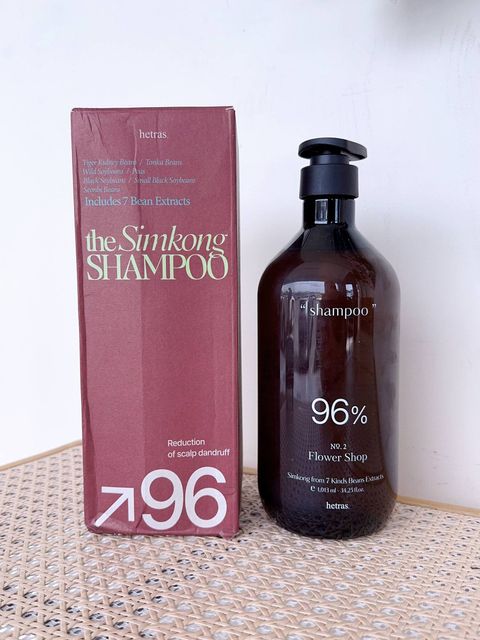 hetras.
Tiger Kidney Beans / Tonka Beans
Wild Soybeans / Peas
Black Soybeans / Small Black Soybeans
Seoribi Beans
Includes 7 Bean Extracts
the Simkong
SHAMPOO
Reduction
of scalp dandruff
↗96
“shampoo”
96%
No. 2
Flower Shop
Simkong from 7 Kinds Beans Extracts
e 1,013 ml - 34.25 fl.oz.
hetras.